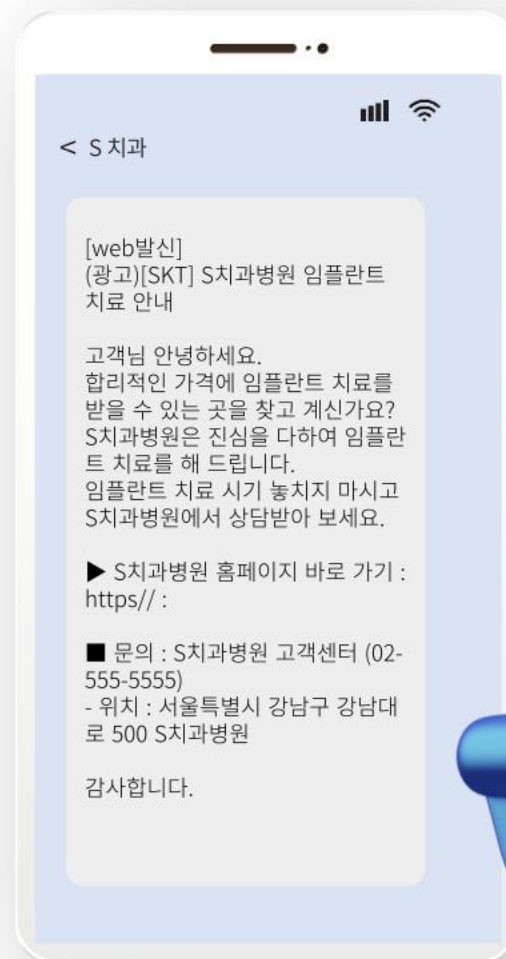 < S 치과
[web발신]
(광고)[SKT] S치과병원 임플란트
치료 안내
고객님 안녕하세요.
합리적인 가격에 임플란트 치료를
받을 수 있는 곳을 찾고 계신가요?
S치과병원은 진심을 다하여 임플란
트 치료를 해 드립니다.
임플란트 치료 시기 놓치지 마시고
S치과병원에서 상담받아 보세요.
▶ S치과병원 홈페이지 바로 가기 :
https// :
■ 문의 : S치과병원 고객센터 (02-
555-5555)
- 위치 : 서울특별시 강남구 강남대
로 500 S치과병원
감사합니다.